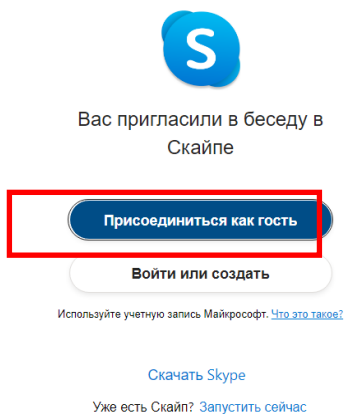 S
Вас пригласили в беседу в
Скайпе
Присоединиться как гость
Войти или создать
Используйте учетную запись Майкрософт. Что это такое?
Скачать Skype
Уже есть Скайп? Запустить сейчас